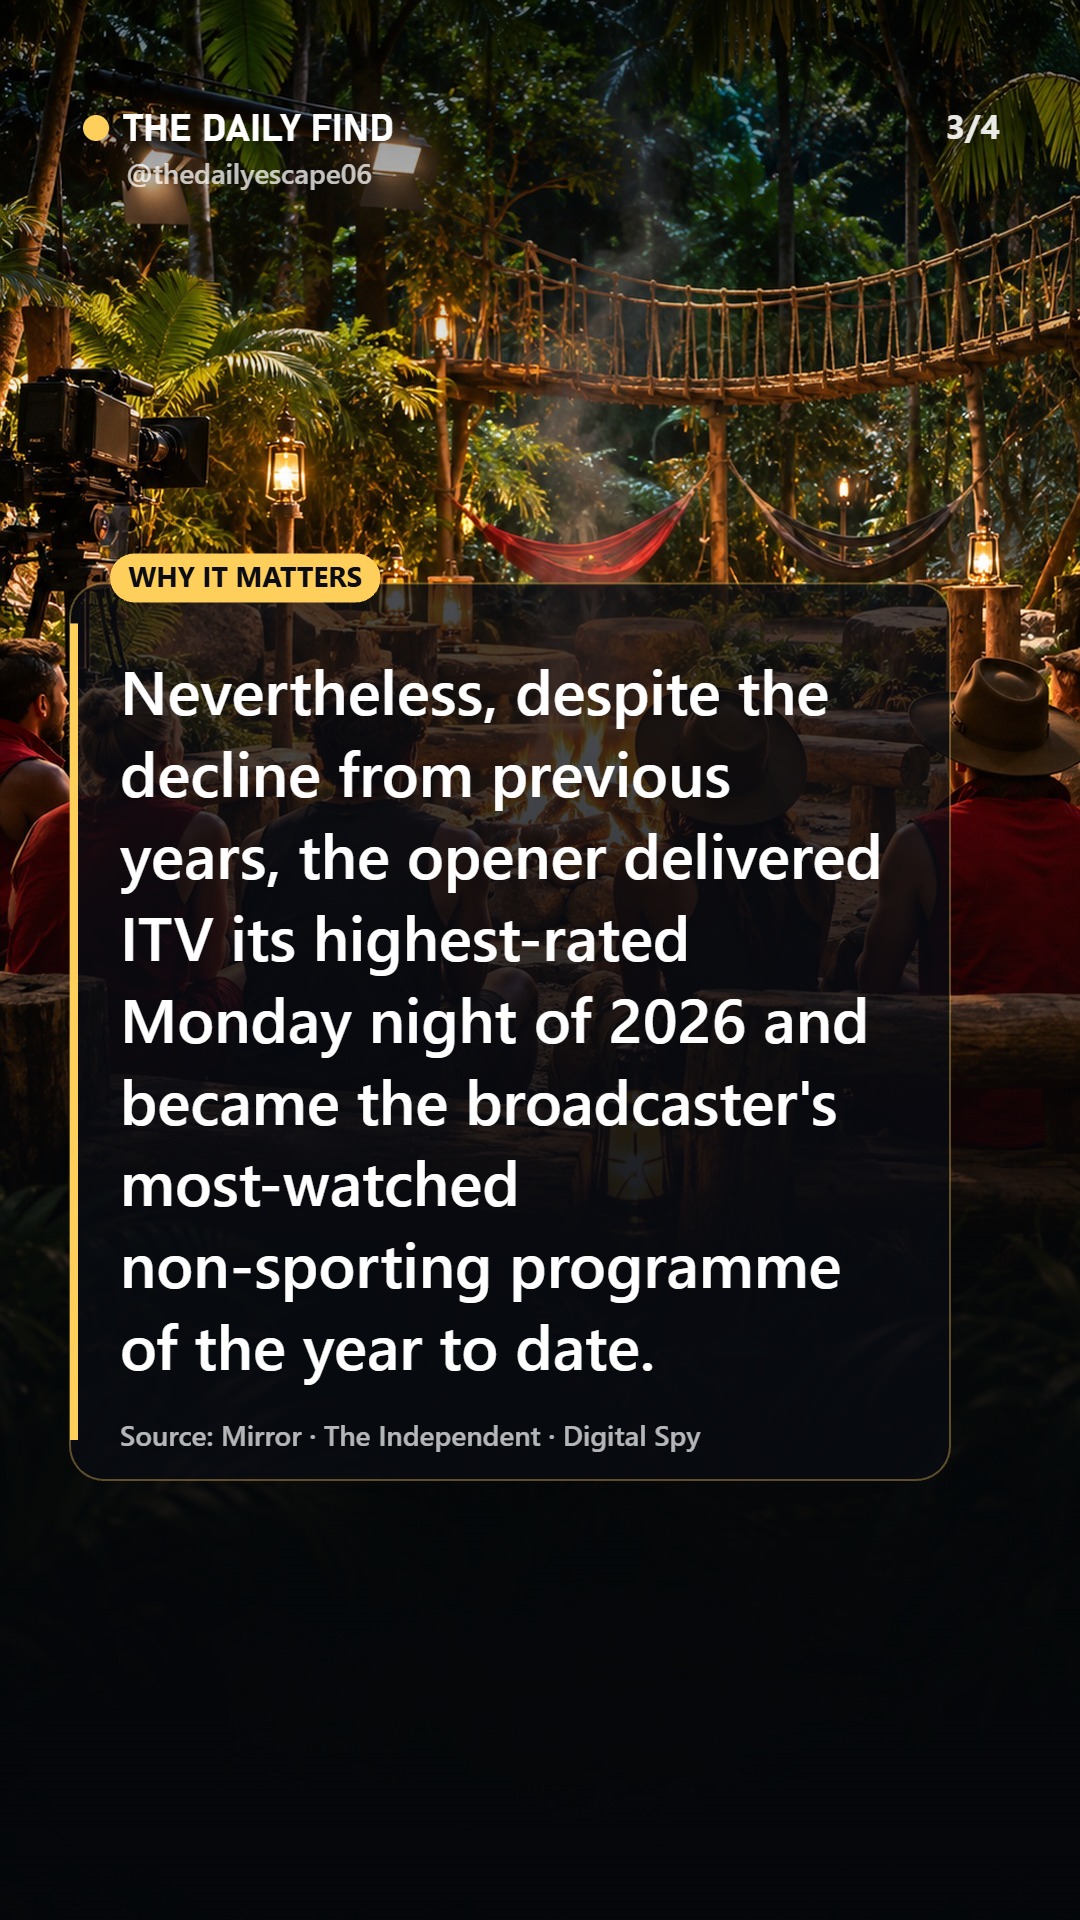 THE DAILY FIND
3/4
@thedailyescape06
WHY IT MATTERS
Nevertheless, despite the
decline from previous
years, the opener delivered
ITV its highest-rated
Monday night of 2026 and
became the broadcaster's
most-watched
non-sporting programme
of the year to date.
Source: Mirror · The Independent · Digital Spy